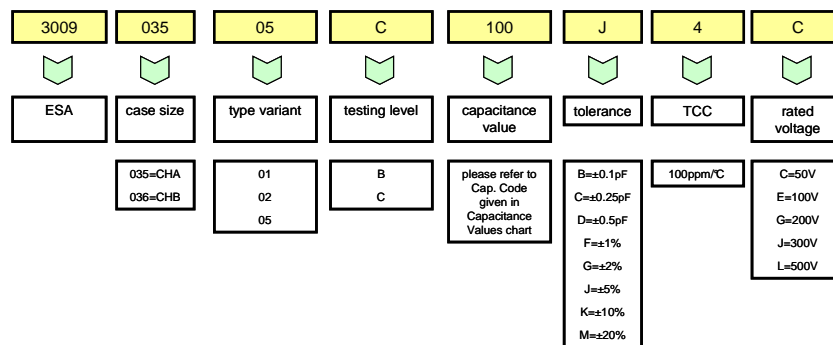 3009 035 05 C 100 J 4 C
ESA
case size
type variant
testing level
capacitance
value
tolerance
TCC
rated
voltage
035=CHA
036=CHB
01
02
05
B
C
please refer to
Cap. Code
given in
Capacitance
Values chart
B=±0.1pF
C=±0.25pF
D=±0.5pF
F=±1%
G=±2%
J=±5%
K=±10%
M=±20%
100ppm/℃
C=50V
E=100V
G=200V
J=300V
L=500V